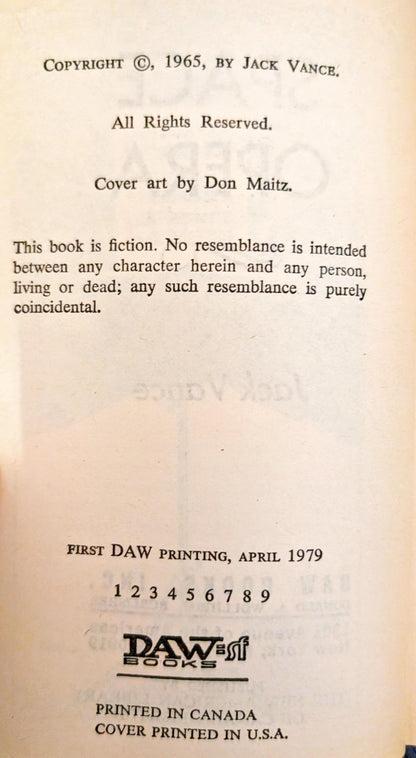 COPYRIGHT ©, 1965, BY JACK VANCE.
All Rights Reserved.
Cover art by Don Maitz.
This book is fiction. No resemblance is intended
between any character herein and any person,
living or dead; any such resemblance is purely
coincidental.
FIRST DAW PRINTING, APRIL 1979
1 2 3 4 5 6 7 8 9
DAW=sf
BOOKS
PRINTED IN CANADA
COVER PRINTED IN U.S.A.